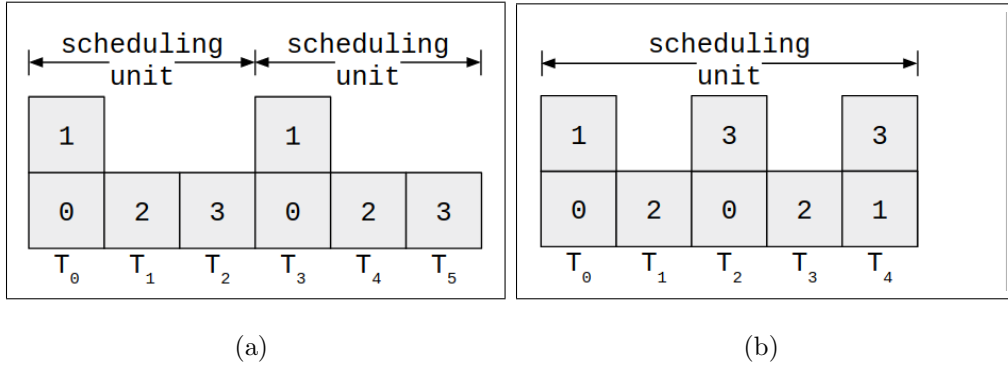 scheduling unit scheduling unit
1 1
0 2 3 0 2 3
T0 T1 T2 T3 T4 T5
(a)
scheduling unit
1 3 3
0 2 0 2 1
T0 T1 T2 T3 T4
(b)